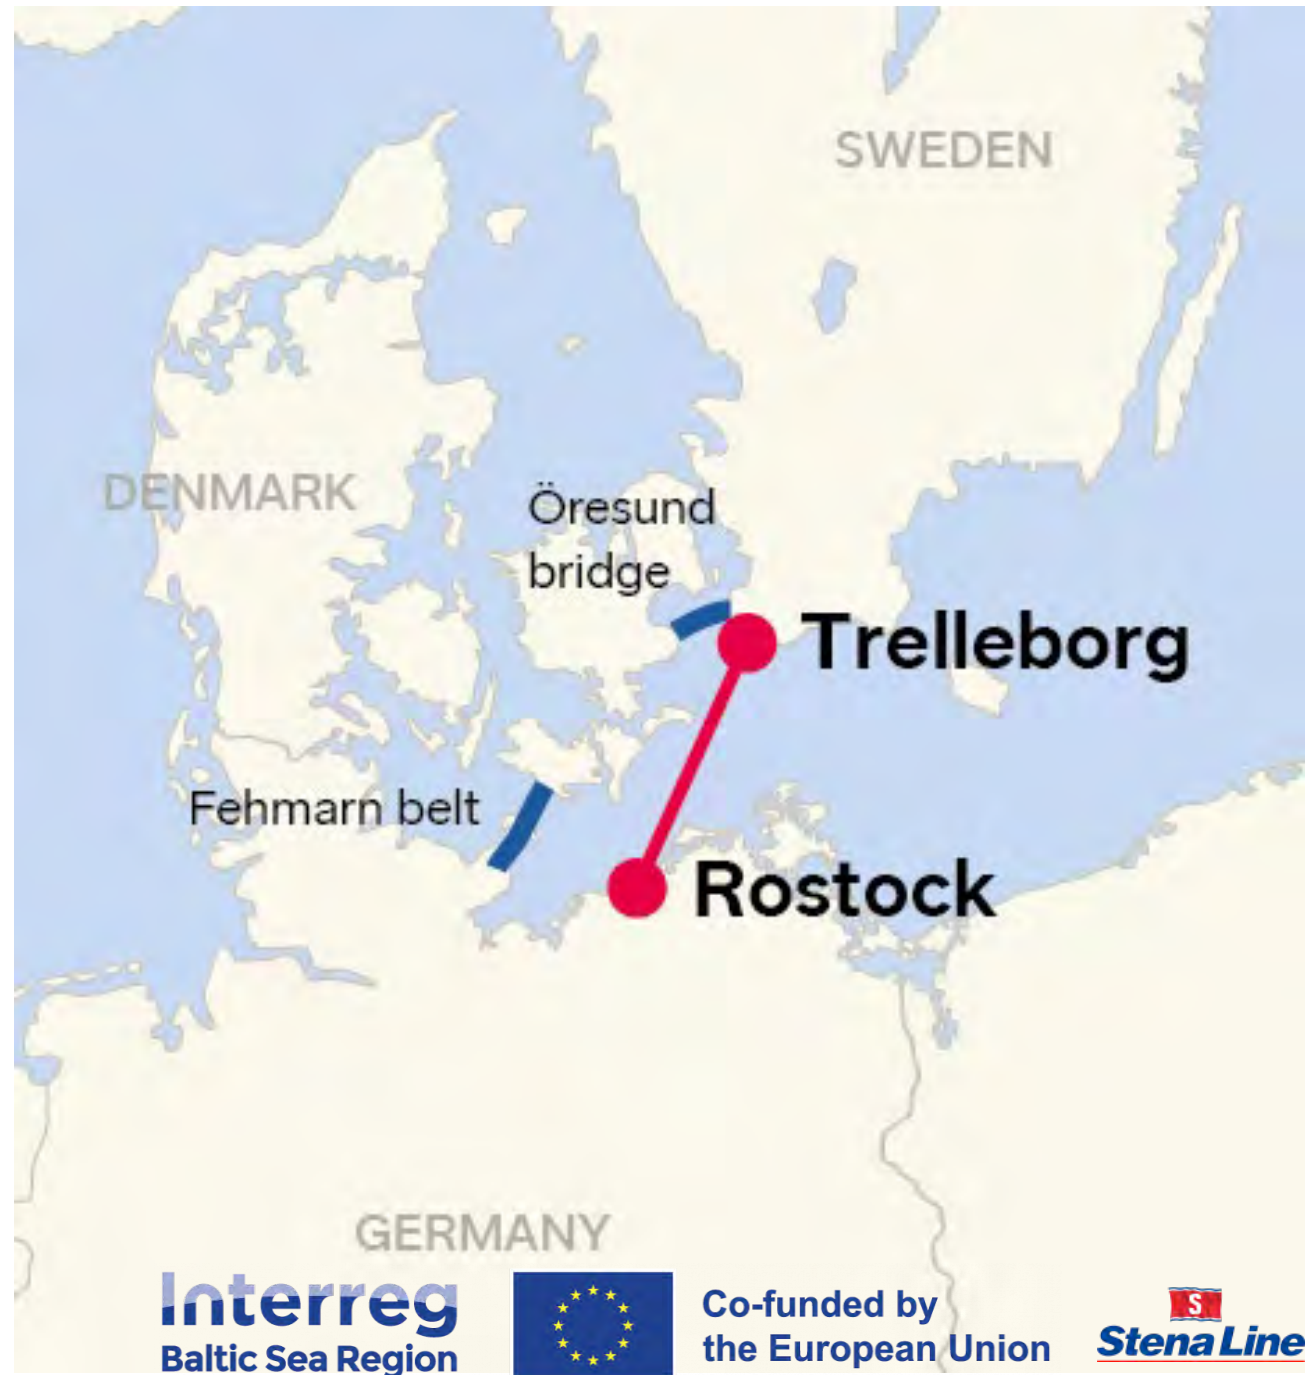 SWEDEN
DENMARK
Öresund
bridge
Trelleborg
Fehmarn belt
Rostock
GERMANY
Interreg
Baltic Sea Region
Co-funded by
the European Union
S
Stena Line